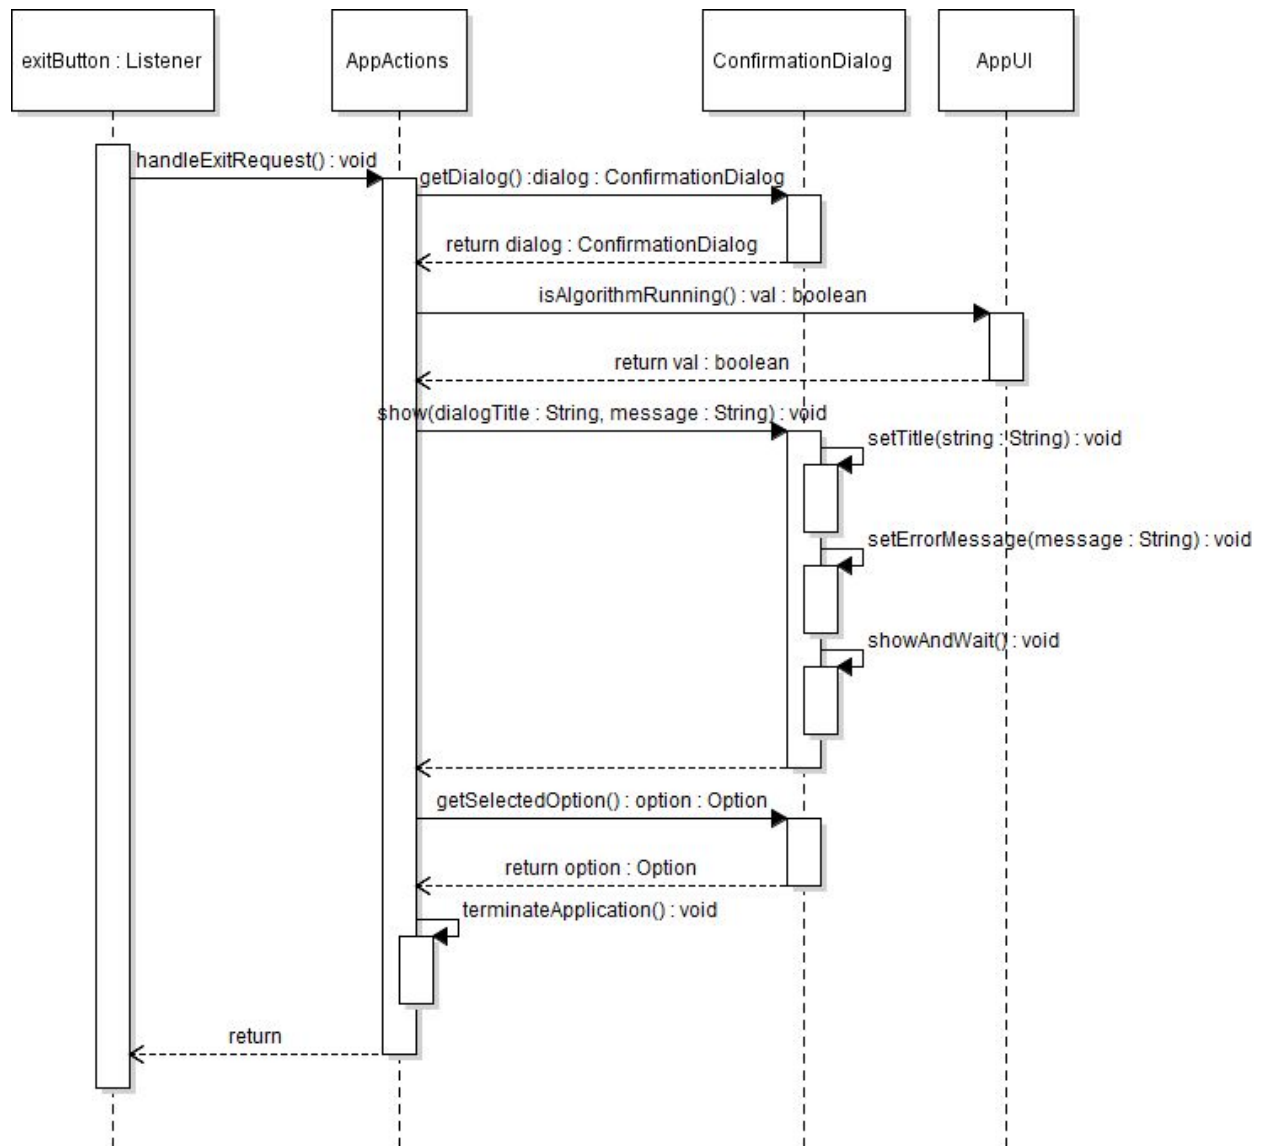 exitButton : Listener
AppActions
ConfirmationDialog
AppUI
handleExitRequest() : void
getDialog() :dialog : ConfirmationDialog
return dialog : ConfirmationDialog
isAlgorithmRunning() : val : boolean
return val : boolean
show(dialogTitle : String, message : String) : void
setTitle(string : String) : void
setErrorMessage(message : String) : void
showAndWait() : void
getSelectedOption() : option : Option
return option : Option
terminateApplication() : void
return